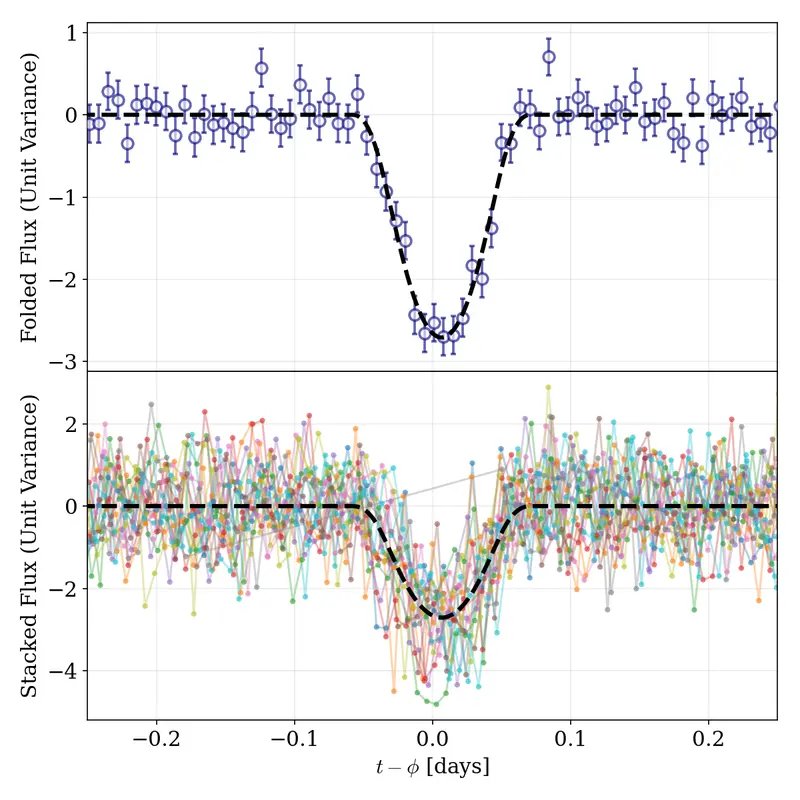 Folded Flux (Unit Variance)
1
0
−1
−2
−3
Stacked Flux (Unit Variance)
2
0
−2
−4
−0.2 −0.1 0.0 0.1 0.2
t − ϕ [days]